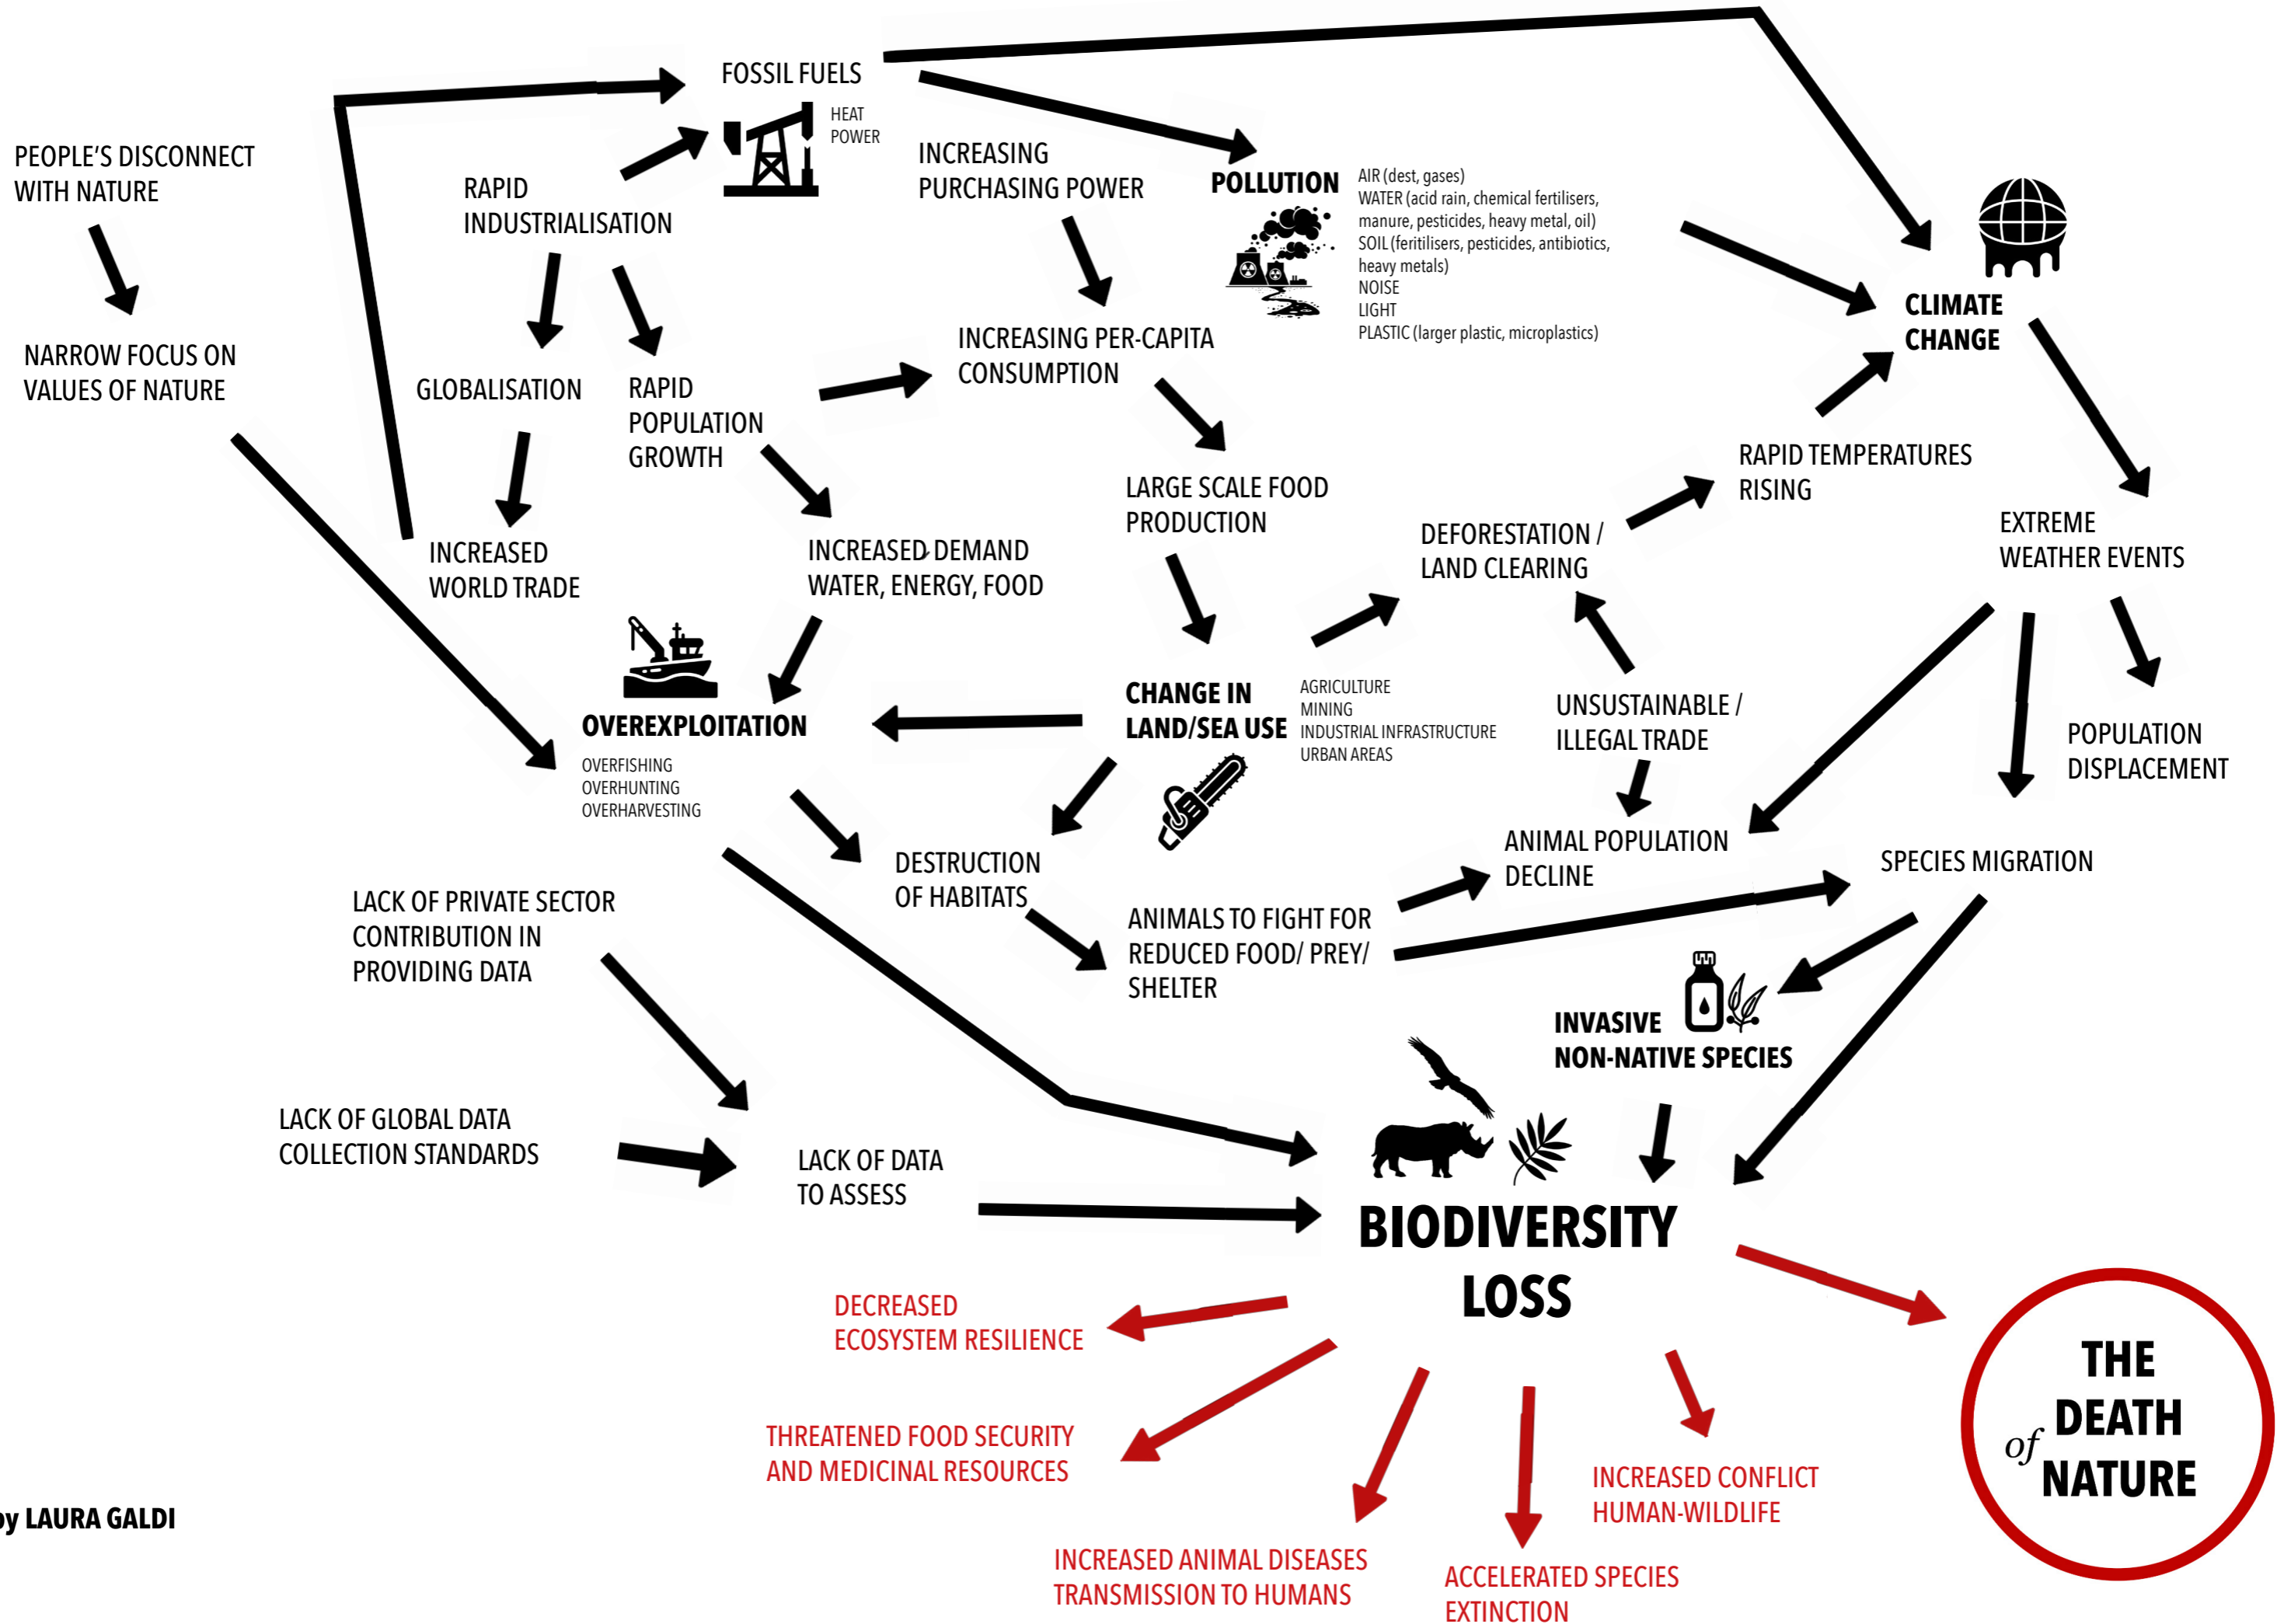 FOSSIL FUELS
HEAT
POWER
PEOPLE'S DISCONNECT
WITH NATURE
RAPID
INDUSTRIALISATION
INCREASING
PURCHASING POWER
POLLUTION
AIR (dest, gases)
WATER (acid rain, chemical fertilisers,
manure, pesticides, heavy metal, oil)
SOIL (feritilisers, pesticides, antibiotics,
heavy metals)
NOISE
LIGHT
PLASTIC (larger plastic, microplastics)
CLIMATE
CHANGE
NARROW FOCUS ON
VALUES OF NATURE
GLOBALISATION
RAPID
POPULATION
GROWTH
INCREASING PER-CAPITA
CONSUMPTION
RAPID TEMPERATURES
RISING
LARGE SCALE FOOD
PRODUCTION
DEFORESTATION /
LAND CLEARING
EXTREME
WEATHER EVENTS
INCREASED
WORLD TRADE
INCREASED DEMAND
WATER, ENERGY, FOOD
OVEREXPLOITATION
OVERFISHING
OVERHUNTING
OVERHARVESTING
CHANGE IN
LAND/SEA USE
AGRICULTURE
MINING
INDUSTRIAL INFRASTRUCTURE
URBAN AREAS
UNSUSTAINABLE /
ILLEGAL TRADE
POPULATION
DISPLACEMENT
DESTRUCTION
OF HABITATS
ANIMAL POPULATION
DECLINE
SPECIES MIGRATION
LACK OF PRIVATE SECTOR
CONTRIBUTION IN
PROVIDING DATA
ANIMALS TO FIGHT FOR
REDUCED FOOD/ PREY/
SHELTER
INVASIVE
NON-NATIVE SPECIES
LACK OF GLOBAL DATA
COLLECTION STANDARDS
LACK OF DATA
TO ASSESS
BIODIVERSITY
LOSS
DECREASED
ECOSYSTEM RESILIENCE
THREATENED FOOD SECURITY
AND MEDICINAL RESOURCES
INCREASED ANIMAL DISEASES
TRANSMISSION TO HUMANS
ACCELERATED SPECIES
EXTINCTION
INCREASED CONFLICT
HUMAN-WILDLIFE
THE
DEATH
of
NATURE
by LAURA GALDI